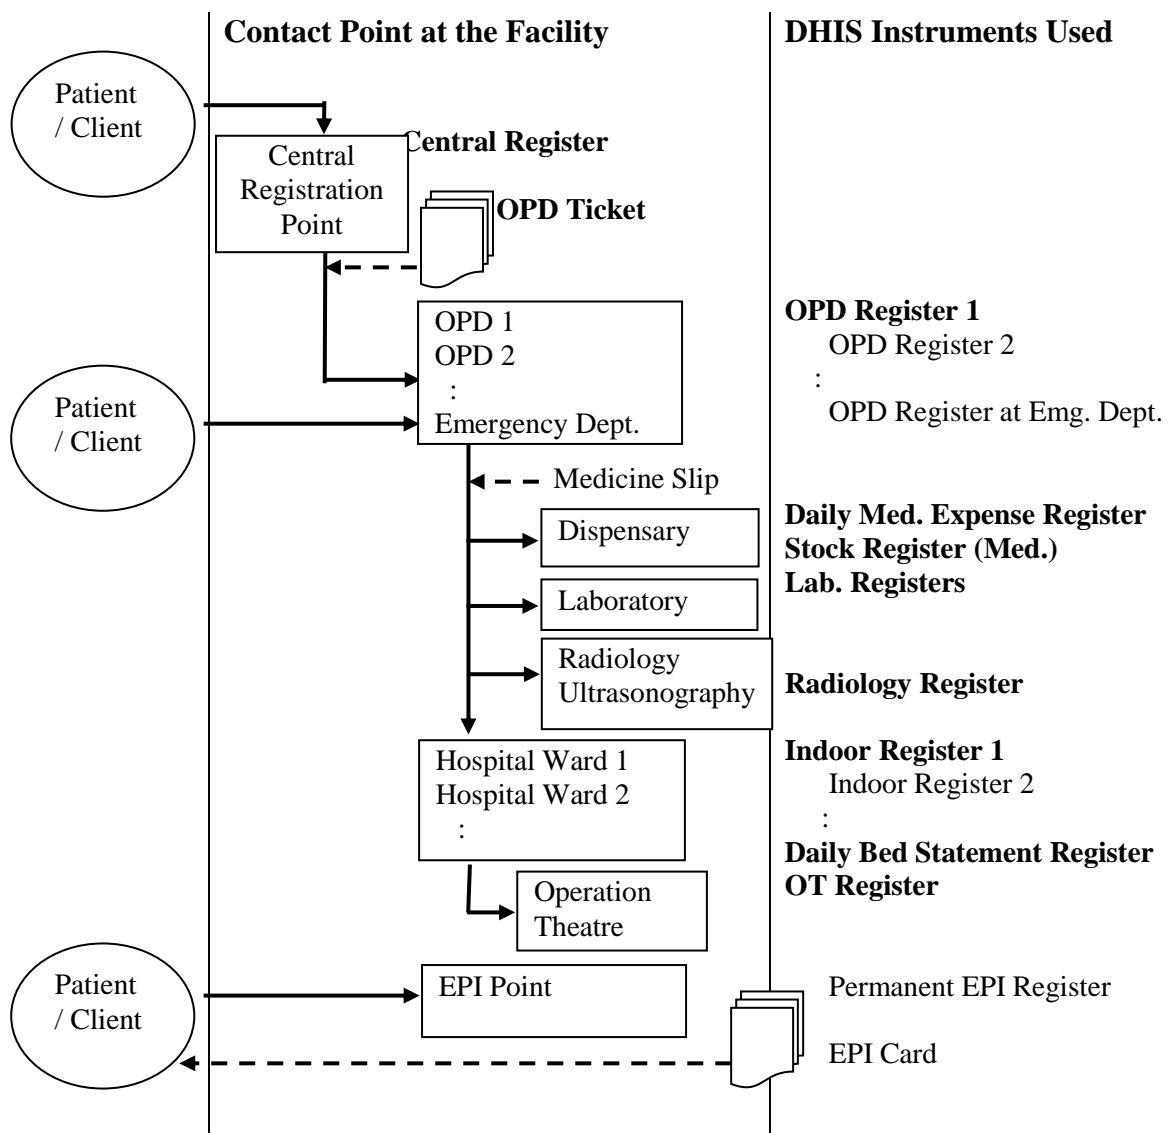 Contact Point at the Facility
DHIS Instruments Used
Patient
/ Client
Central Register
Central
Registration
Point
OPD Ticket
OPD 1
OPD 2
:
Emergency Dept.
OPD Register 1
OPD Register 2
:
OPD Register at Emg. Dept.
Patient
/ Client
Medicine Slip
Dispensary
Daily Med. Expense Register
Stock Register (Med.)
Lab. Registers
Laboratory
Radiology
Ultrasonography
Radiology Register
Hospital Ward 1
Hospital Ward 2
:
Indoor Register 1
Indoor Register 2
:
Daily Bed Statement Register
OT Register
Operation
Theatre
Patient
/ Client
EPI Point
Permanent EPI Register
EPI Card